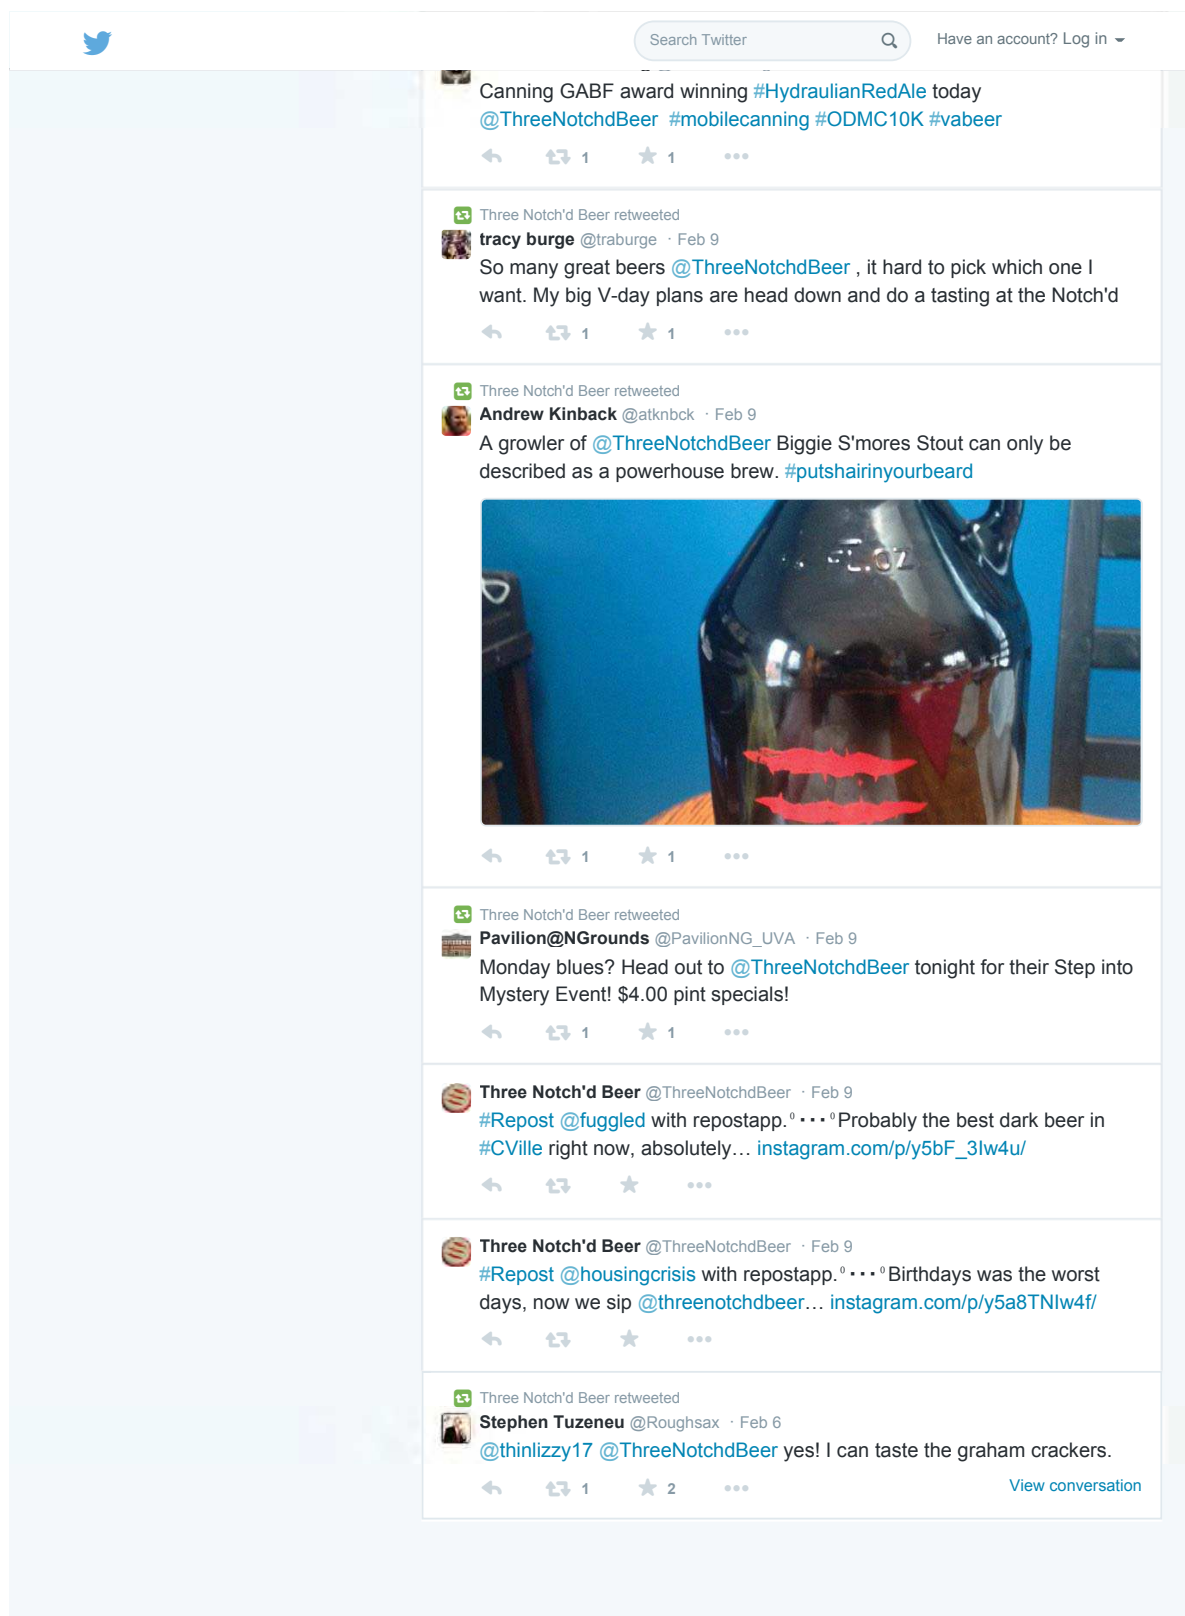 Search Twitter
Have an account? Log in
Canning GABF award winning #HydraulianRedAle today
@ThreeNotchdBeer #mobilecanning #ODMC10K #vabeer
1 1
Three Notch'd Beer retweeted
tracy burge @traburge · Feb 9
So many great beers @ThreeNotchdBeer , it hard to pick which one I
want. My big V-day plans are head down and do a tasting at the Notch'd
1 1
Three Notch'd Beer retweeted
Andrew Kinback @atknbck · Feb 9
A growler of @ThreeNotchdBeer Biggie S'mores Stout can only be
described as a powerhouse brew. #putshairinyourbeard
FL.OZ
1 1
Three Notch'd Beer retweeted
Pavilion@NGrounds @PavilionNG_UVA · Feb 9
Monday blues? Head out to @ThreeNotchdBeer tonight for their Step into
Mystery Event! $4.00 pint specials!
1 1
Three Notch'd Beer @ThreeNotchdBeer · Feb 9
#Repost @fuggled with repostapp.⁰ ･･･⁰Probably the best dark beer in
#CVille right now, absolutely… instagram.com/p/y5bF_3Iw4u/
Three Notch'd Beer @ThreeNotchdBeer · Feb 9
#Repost @housingcrisis with repostapp.⁰ ･･･⁰Birthdays was the worst
days, now we sip @threenotchdbeer… instagram.com/p/y5a8TNIw4f/
Three Notch'd Beer retweeted
Stephen Tuzeneu @Roughsax · Feb 6
@thinlizzy17 @ThreeNotchdBeer yes! I can taste the graham crackers.
1 2 View conversation